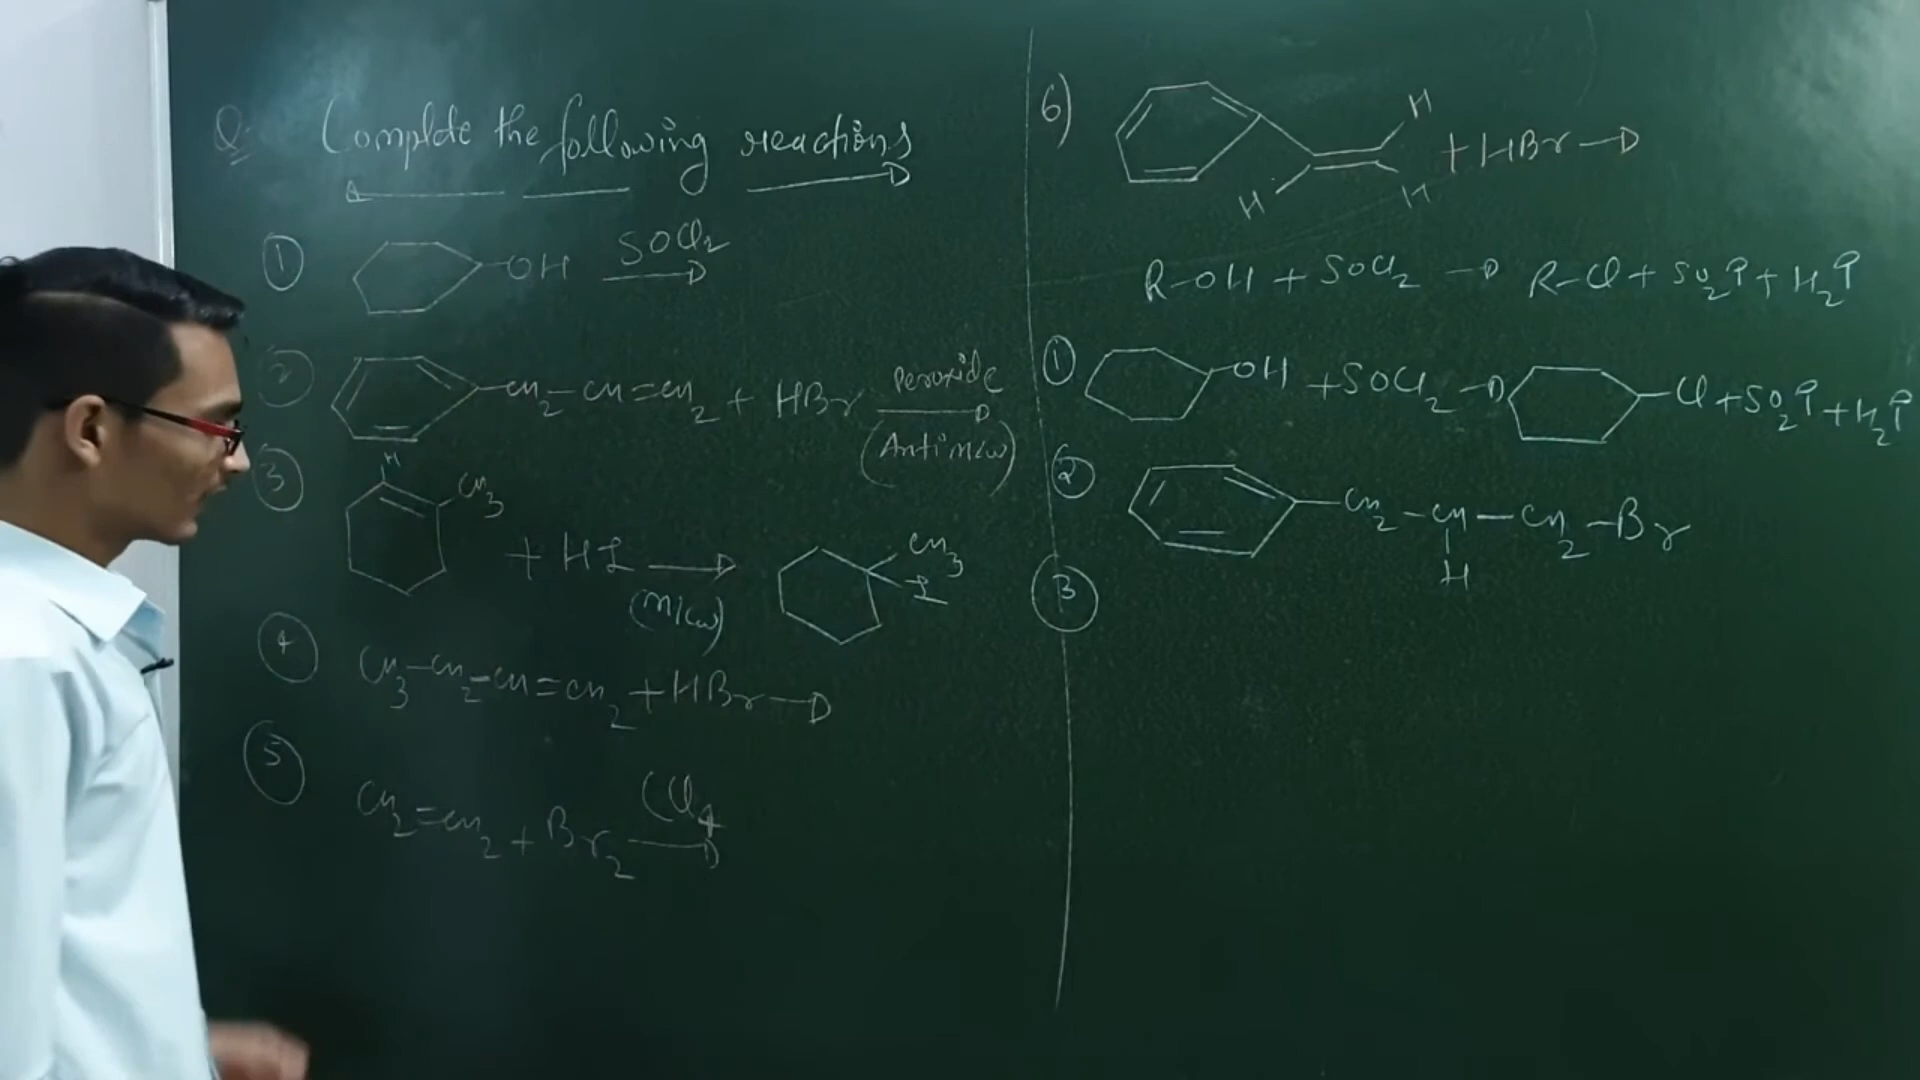 Q: Complete the following reactions
① -OH SOCl₂ →
② -CH₂-CH=CH₂ + HBr Peroxide → (Anti M/W)
③ H CH₃ + HI → (M/W) CH₃ I
④ CH₃-CH₂-CH=CH₂ + HBr →
⑤ CH₂=CH₂ + Br₂ CCl₄ →
6) H H H + HBr →
R-OH + SOCl₂ → R-Cl + SO₂↑ + H₂↑
① -OH + SOCl₂ → -Cl + SO₂↑ + H₂↑
② -CH₂-CH-CH₂-Br
H
③